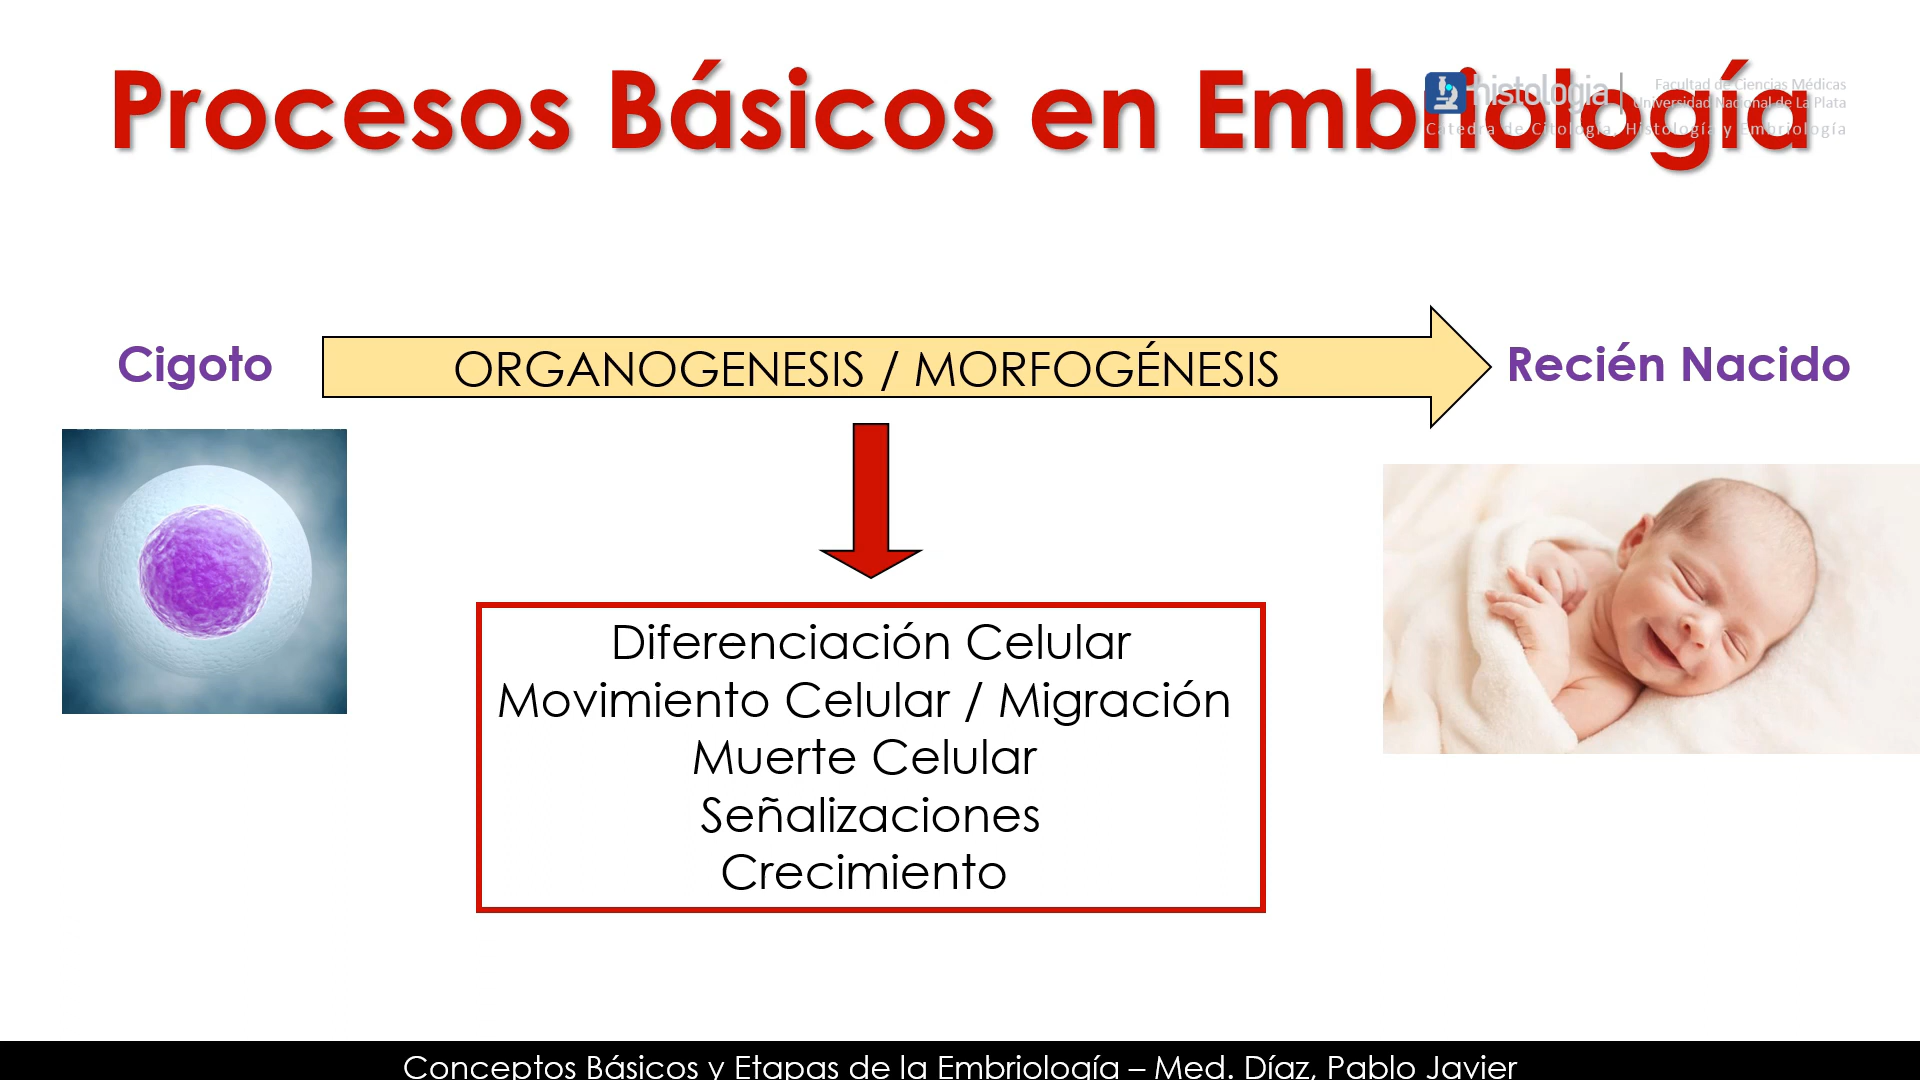 Procesos Básicos en Embriología
histologia
Facultad de Ciencias Médicas
Universidad Nacional de La Plata
Cátedra de Citología, Histología y Embriología
Cigoto
ORGANOGENESIS / MORFOGÉNESIS
Recién Nacido
Diferenciación Celular
Movimiento Celular / Migración
Muerte Celular
Señalizaciones
Crecimiento
Conceptos Básicos y Etapas de la Embriología – Med. Díaz, Pablo Javier